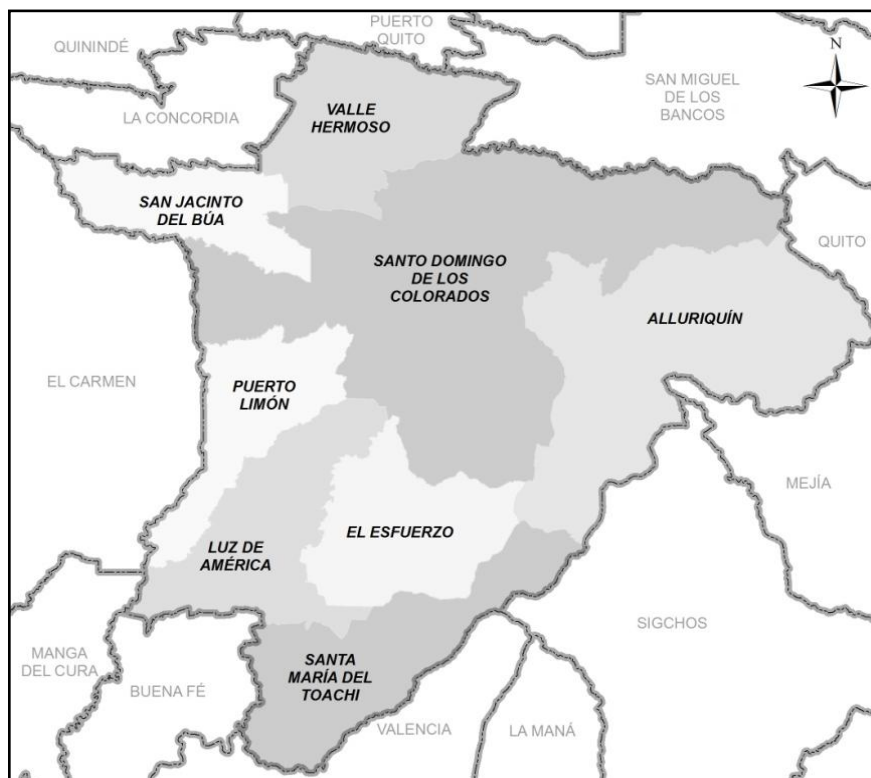 PUERTO
QUITO
QUININDÉ
N
SAN MIGUEL
DE LOS
BANCOS
LA CONCORDIA
VALLE
HERMOSO
SAN JACINTO
DEL BÚA
QUITO
SANTO DOMINGO
DE LOS
COLORADOS
ALLURIQUÍN
EL CARMEN
PUERTO
LIMÓN
MEJÍA
EL ESFUERZO
LUZ DE
AMÉRICA
SIGCHOS
MANGA
DEL CURA
SANTA
MARÍA DEL
TOACHI
BUENA FÉ
VALENCIA
LA MANÁ